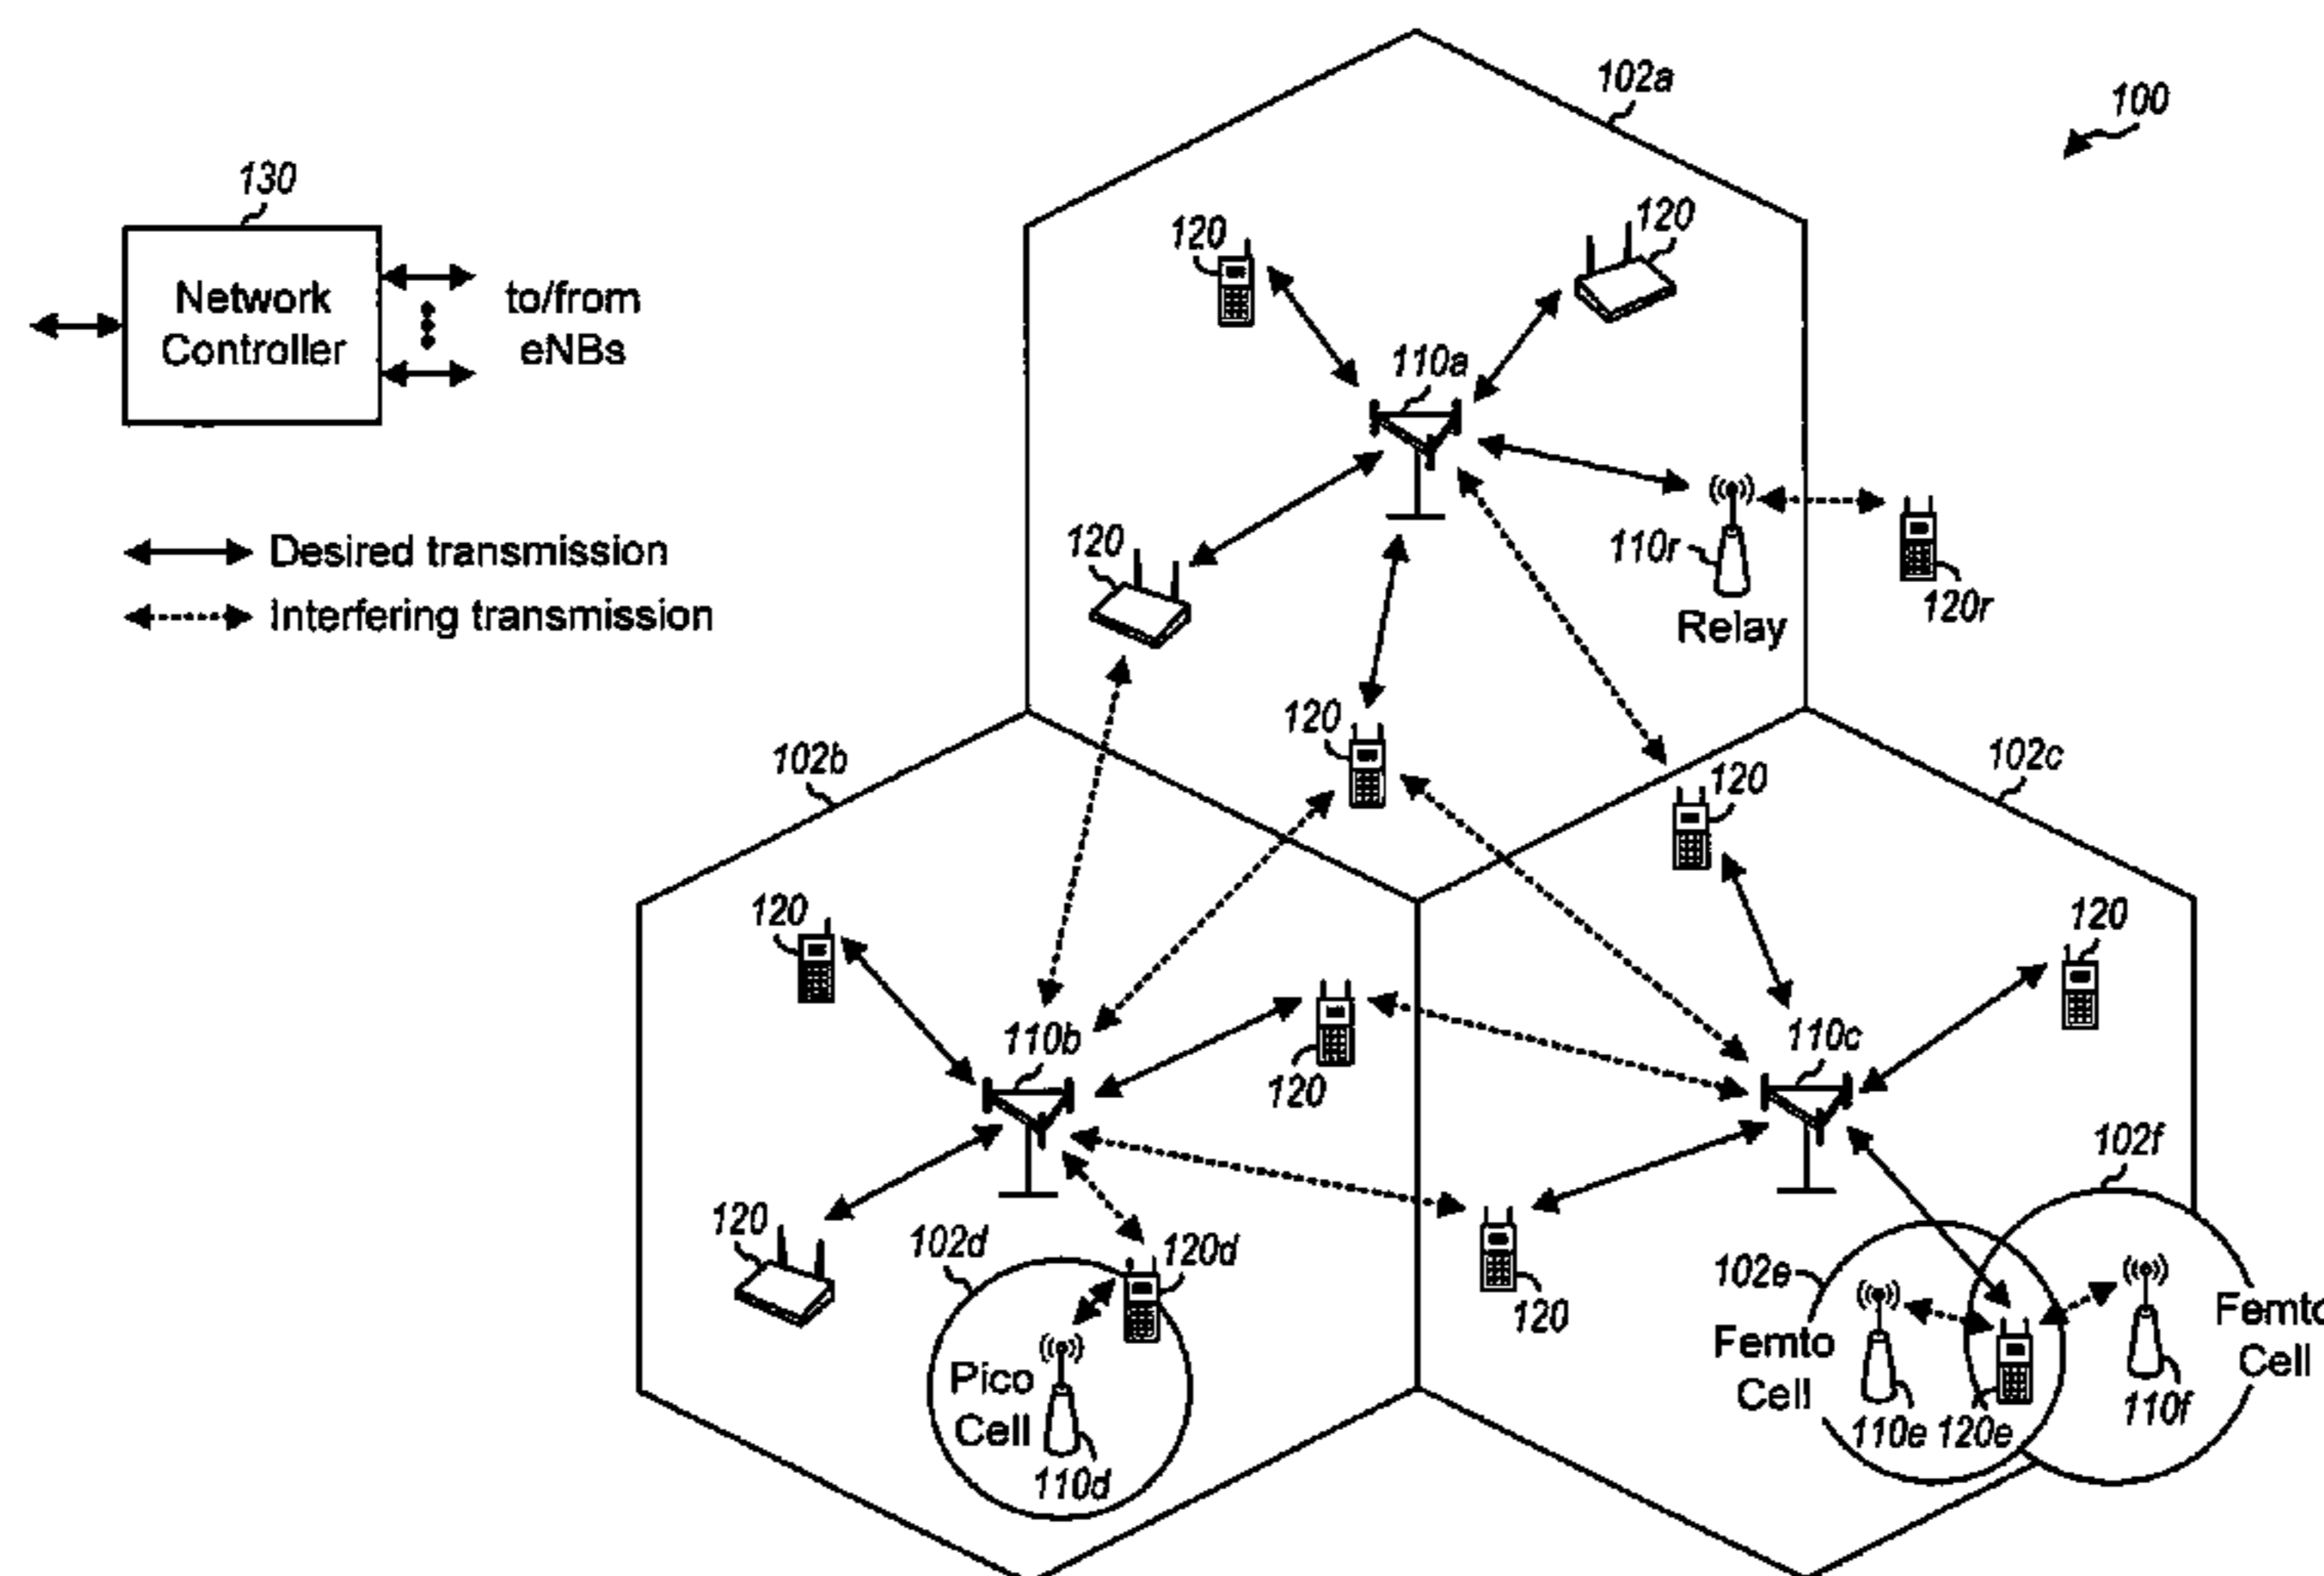 102a
100
130
120
120
Network
Controller
to/from
eNBs
110a
Desired transmission
Interfering transmission
120
110r
Relay
120r
120
102b
120
102c
120
120
110b
120
110c
102f
120
102d
120d
102e
120
Femto
Cell
Femto
Cell
Pico
Cell
110d
110e
120e
110f